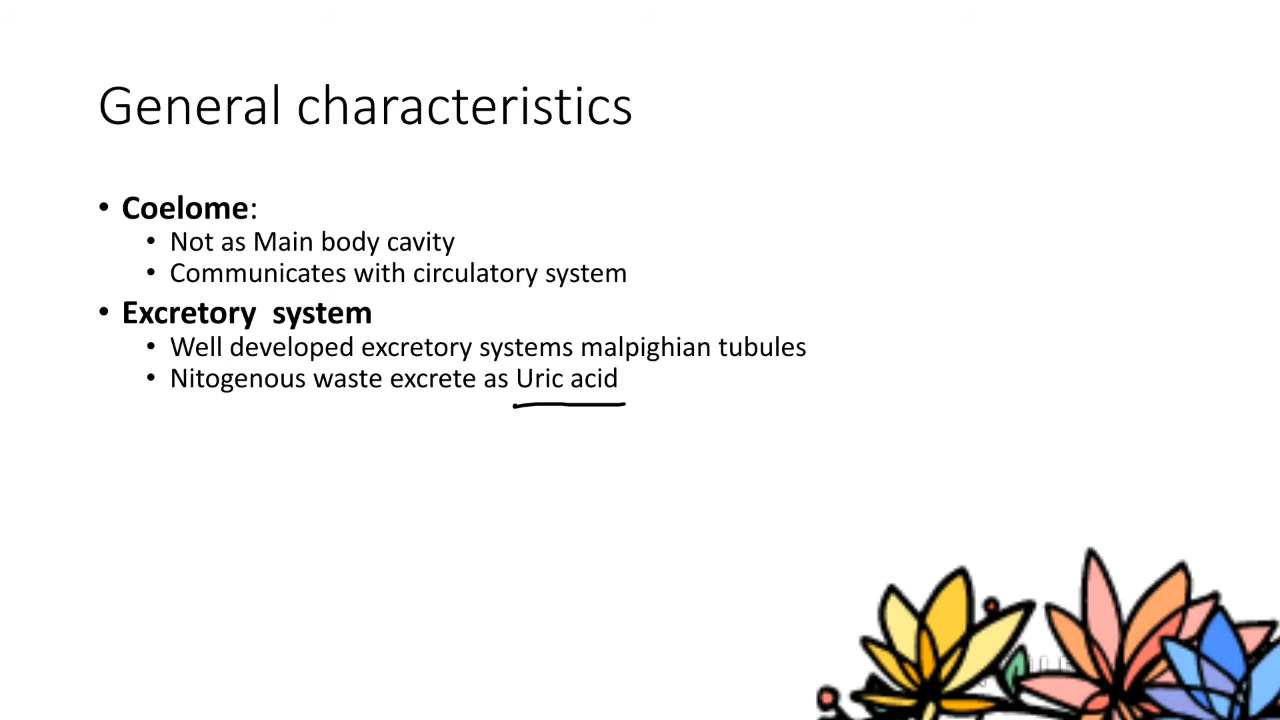 General characteristics
• Coelome:
• Not as Main body cavity
• Communicates with circulatory system
• Excretory  system
• Well developed excretory systems malpighian tubules
• Nitogenous waste excrete as Uric acid